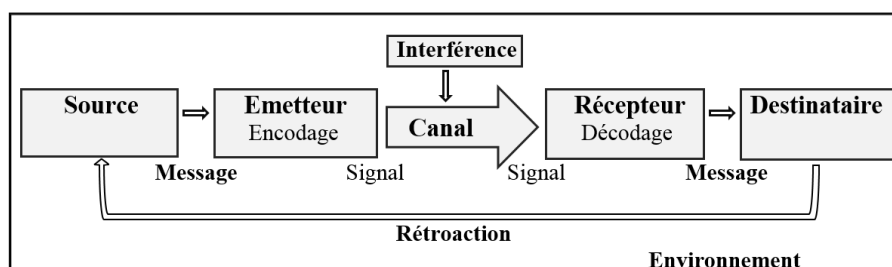 Interférence
Source
Emetteur
Encodage
Canal
Récepteur
Décodage
Destinataire
Message
Signal
Signal
Message
Rétroaction
Environnement